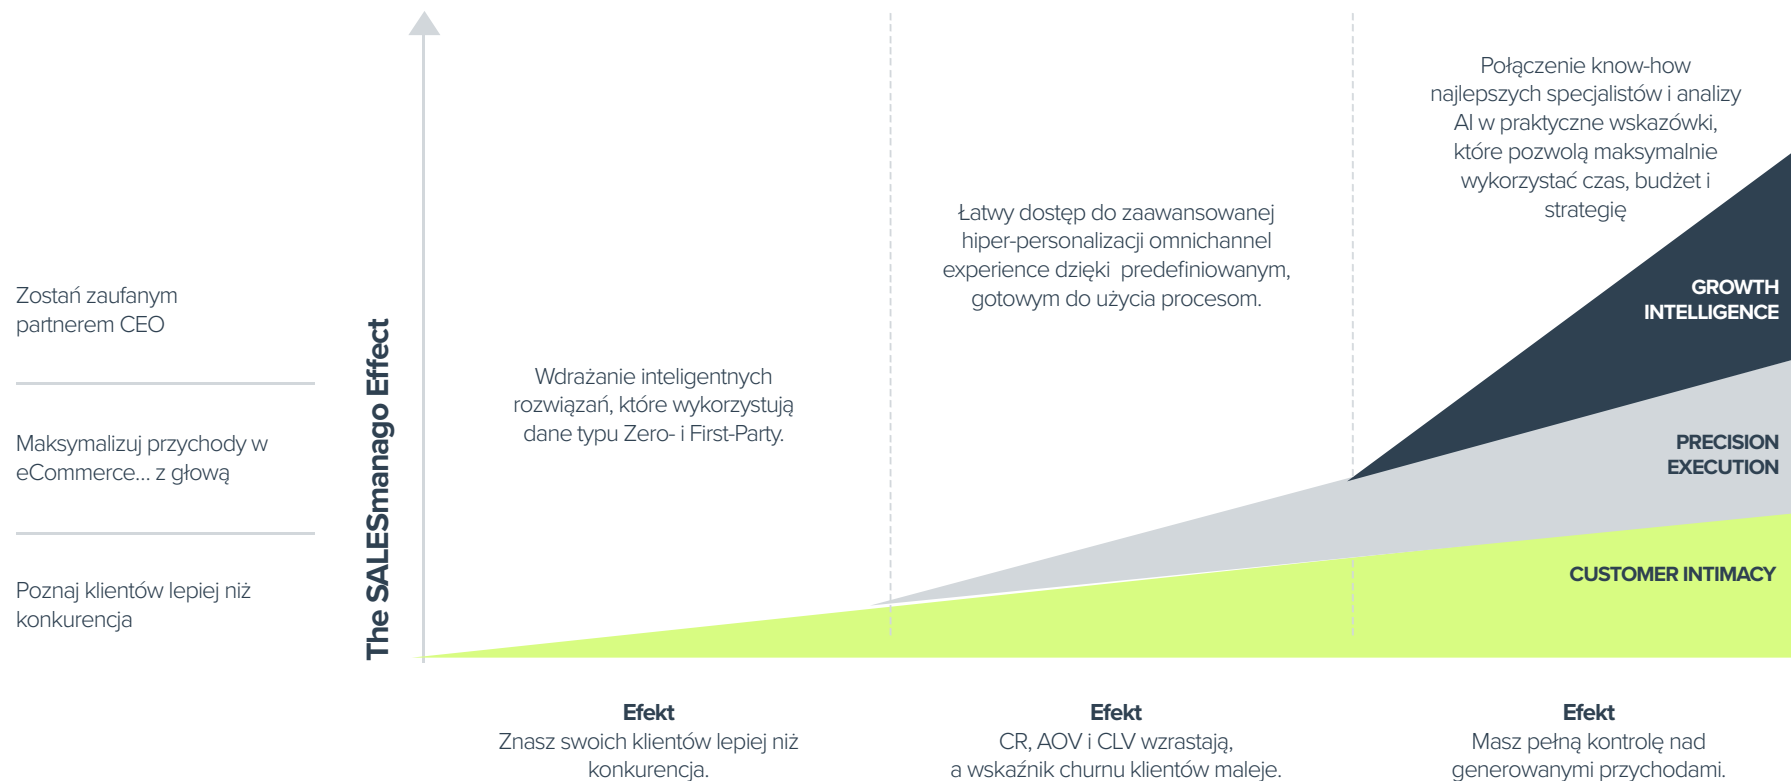 Zostań zaufanym
partnerem CEO
Maksymalizuj przychody w
eCommerce... z głową
Poznaj klientów lepiej niż
konkurencja
The SALESmanago Effect
Wdrażanie inteligentnych
rozwiązań, które wykorzystują
dane typu Zero- i First-Party.
Łatwy dostęp do zaawansowanej
hiper-personalizacji omnichannel
experience dzięki  predefiniowanym,
gotowym do użycia procesom.
Połączenie know-how
najlepszych specjalistów i analizy
AI w praktyczne wskazówki,
które pozwolą maksymalnie
wykorzystać czas, budżet i
strategię
GROWTH
INTELLIGENCE
PRECISION
EXECUTION
CUSTOMER INTIMACY
Efekt
Znasz swoich klientów lepiej niż
konkurencja.
Efekt
CR, AOV i CLV wzrastają,
a wskaźnik churnu klientów maleje.
Efekt
Masz pełną kontrolę nad
generowanymi przychodami.